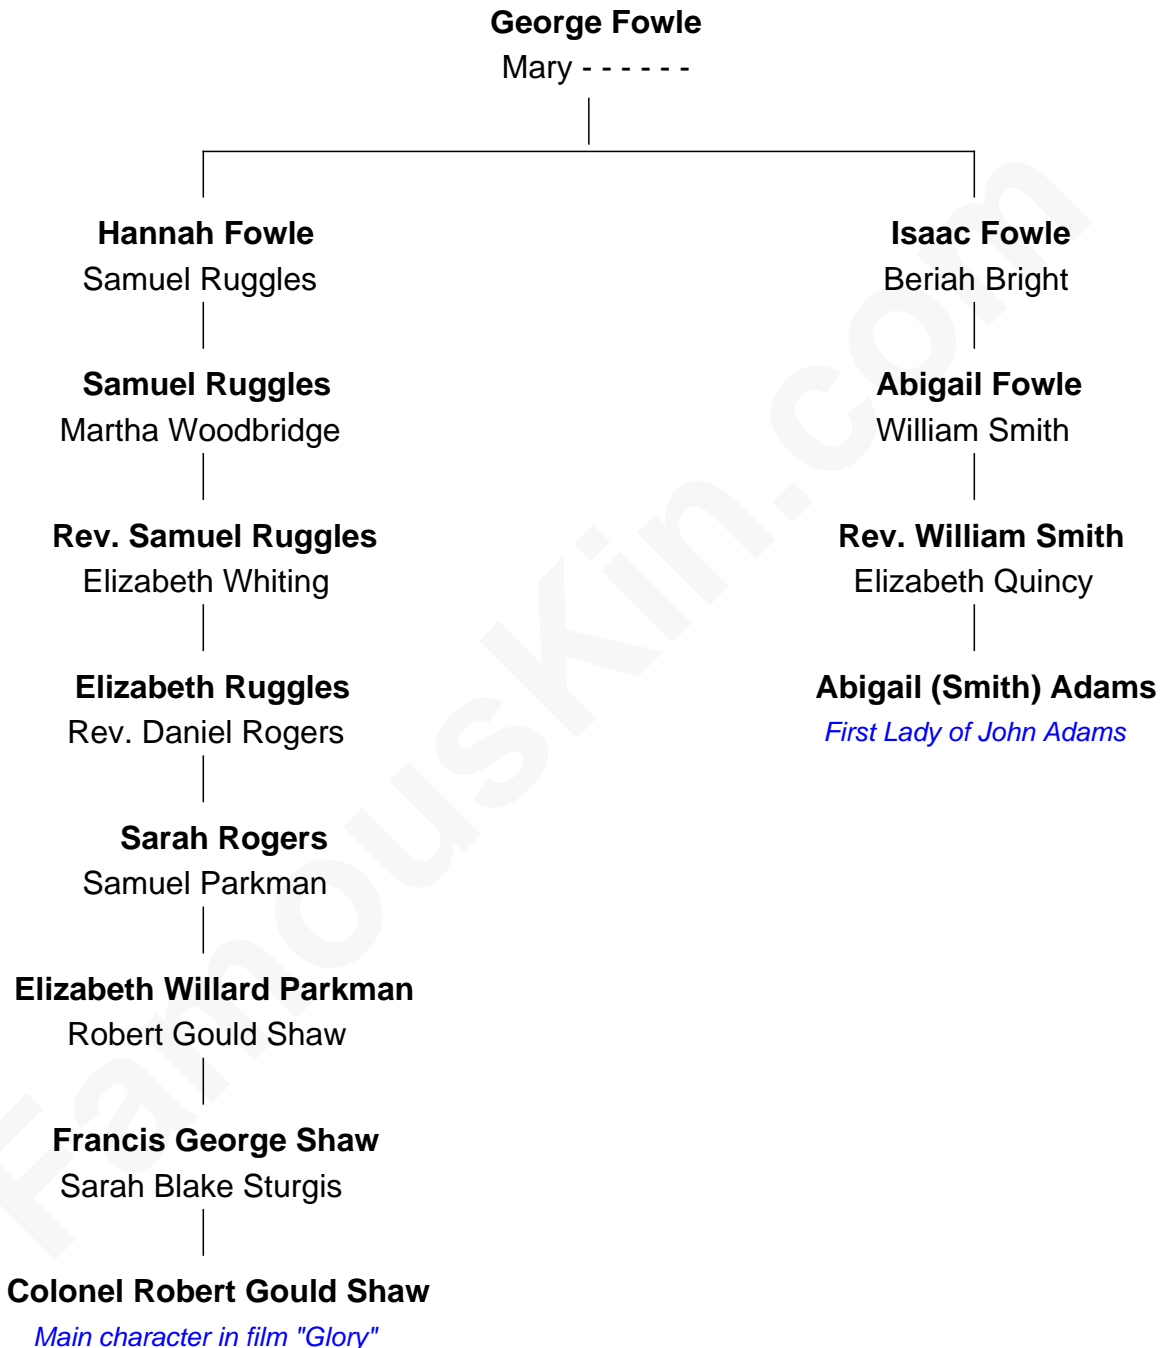 George Fowle
Mary - - - - - -
Hannah Fowle
Samuel Ruggles
Isaac Fowle
Beriah Bright
Samuel Ruggles
Martha Woodbridge
Abigail Fowle
William Smith
Rev. Samuel Ruggles
Elizabeth Whiting
Rev. William Smith
Elizabeth Quincy
Elizabeth Ruggles
Rev. Daniel Rogers
Abigail (Smith) Adams
First Lady of John Adams
Sarah Rogers
Samuel Parkman
Elizabeth Willard Parkman
Robert Gould Shaw
Francis George Shaw
Sarah Blake Sturgis
Colonel Robert Gould Shaw
Main character in film "Glory"
FamousKin.com